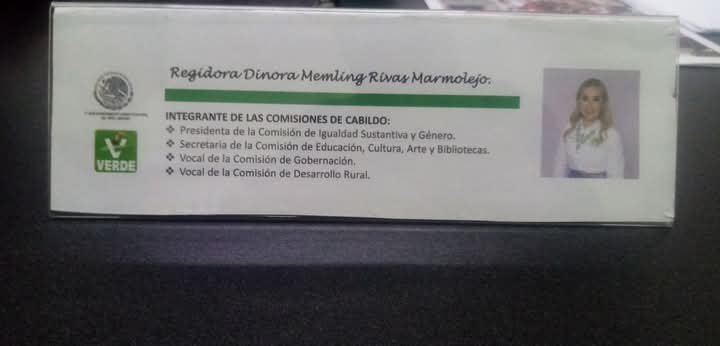 Regidora Dinora Memling Rivas Marmolejo.
INTEGRANTE DE LAS COMISIONES DE CABILDO:
❖ Presidenta de la Comisión de Igualdad Sustantiva y Género.
❖ Secretaria de la Comisión de Educación, Cultura, Arte y Bibliotecas.
❖ Vocal de la Comisión de Gobernación.
❖ Vocal de la Comisión de Desarrollo Rural.
VERDE